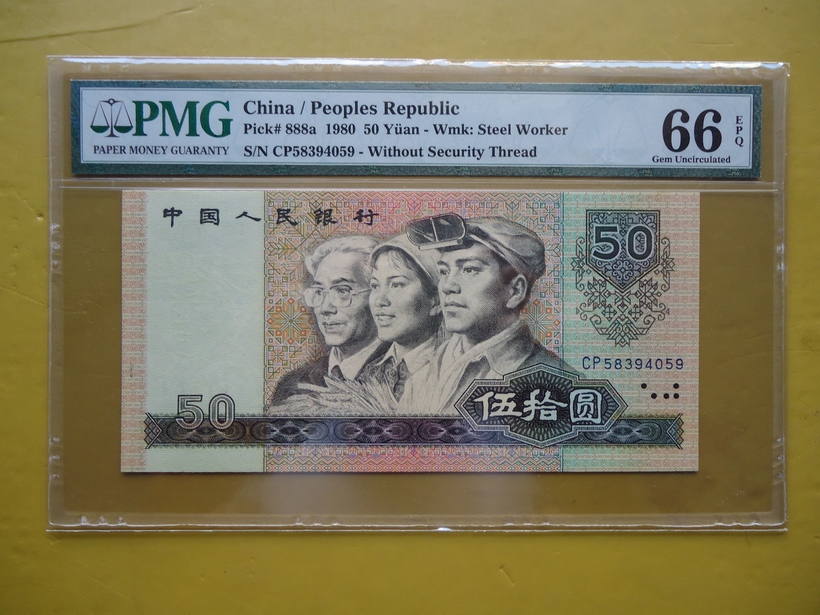 PMG
PAPER MONEY GUARANTY
China / Peoples Republic
Pick# 888a 1980 50 Yüan - Wmk: Steel Worker
S/N CP58394059 - Without Security Thread
66 EPQ
Gem Uncirculated
中国人民银行
50
CP58394059
50
伍拾圆